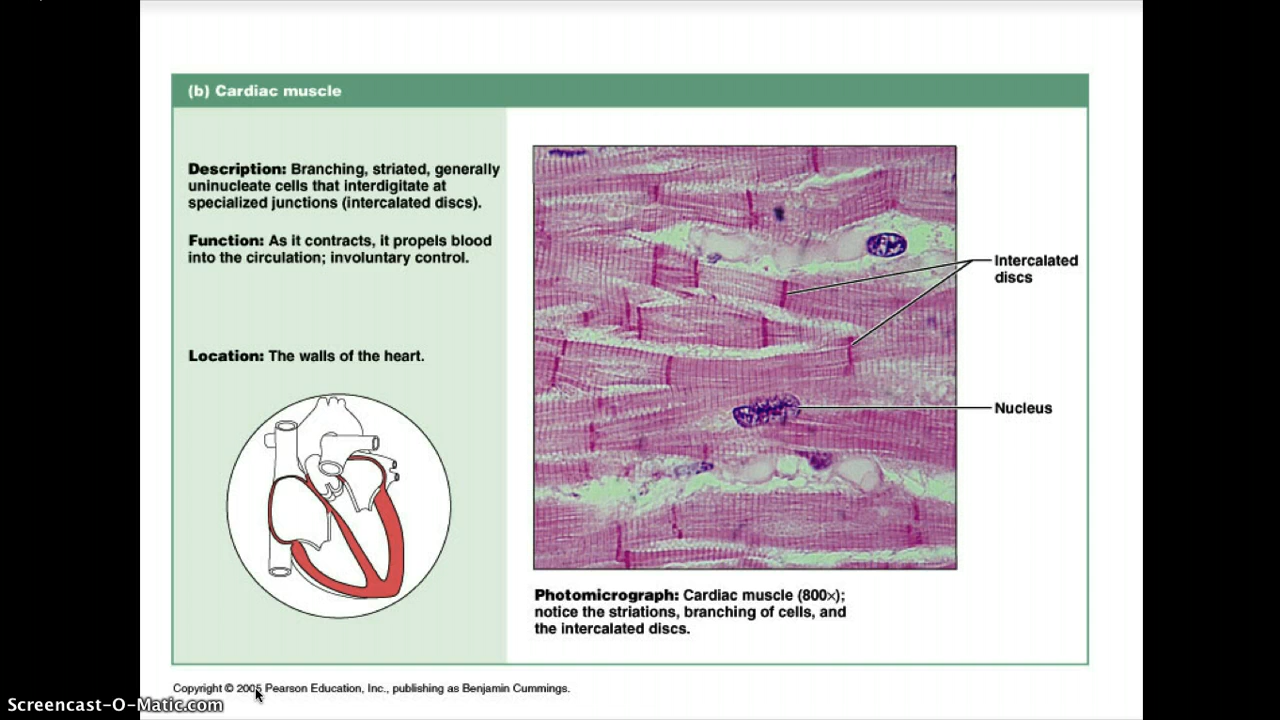 (b) Cardiac muscle
Description: Branching, striated, generally
uninucleate cells that interdigitate at
specialized junctions (intercalated discs).
Function: As it contracts, it propels blood
into the circulation; involuntary control.
Location: The walls of the heart.
Intercalated
discs
Nucleus
Photomicrograph: Cardiac muscle (800×);
notice the striations, branching of cells, and
the intercalated discs.
Copyright © 2005 Pearson Education, Inc., publishing as Benjamin Cummings.
Screencast-O-Matic.com